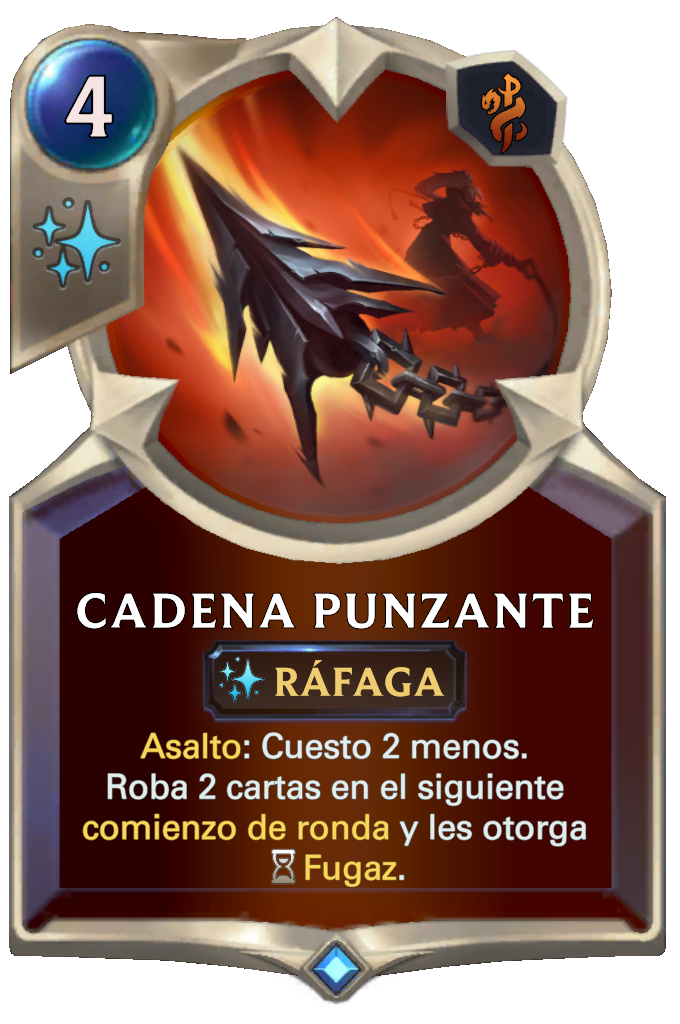 4
CADENA PUNZANTE
RÁFAGA
Asalto: Cuesto 2 menos.
Roba 2 cartas en el siguiente
comienzo de ronda y les otorga
Fugaz.